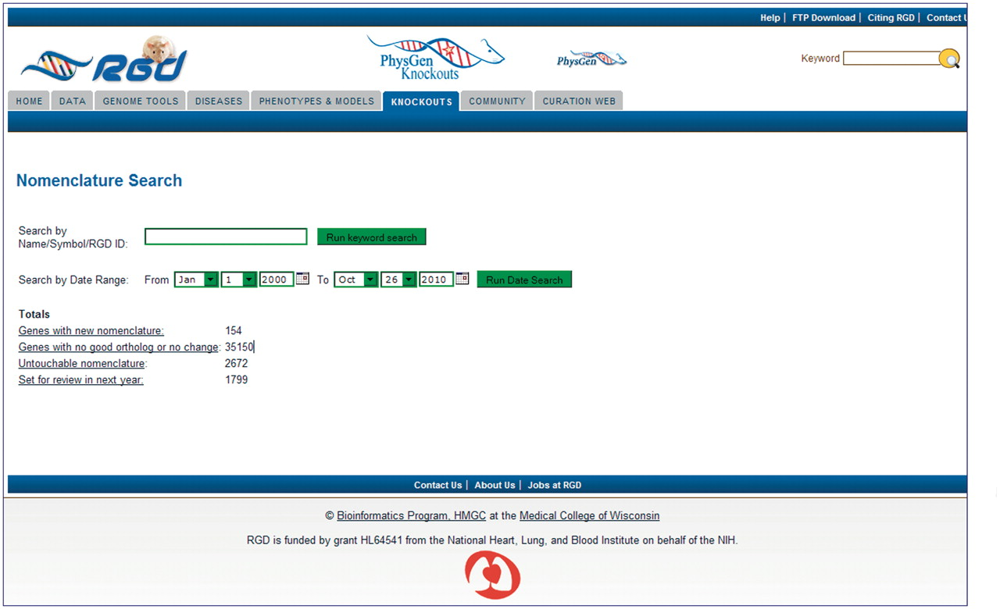 Help | FTP Download | Citing RGD | Contact U
RGD
PhysGen
Knockouts
PhysGen
Keyword
HOME DATA GENOME TOOLS DISEASES PHENOTYPES & MODELS KNOCKOUTS COMMUNITY CURATION WEB
Nomenclature Search
Search by
Name/Symbol/RGD ID: Run keyword search
Search by Date Range: From Jan 1 2000 To Oct 26 2010 Run Date Search
Totals
Genes with new nomenclature: 154
Genes with no good ortholog or no change: 35150
Untouchable nomenclature: 2672
Set for review in next year: 1799
Contact Us | About Us | Jobs at RGD
© Bioinformatics Program, HMGC at the Medical College of Wisconsin
RGD is funded by grant HL64541 from the National Heart, Lung, and Blood Institute on behalf of the NIH.